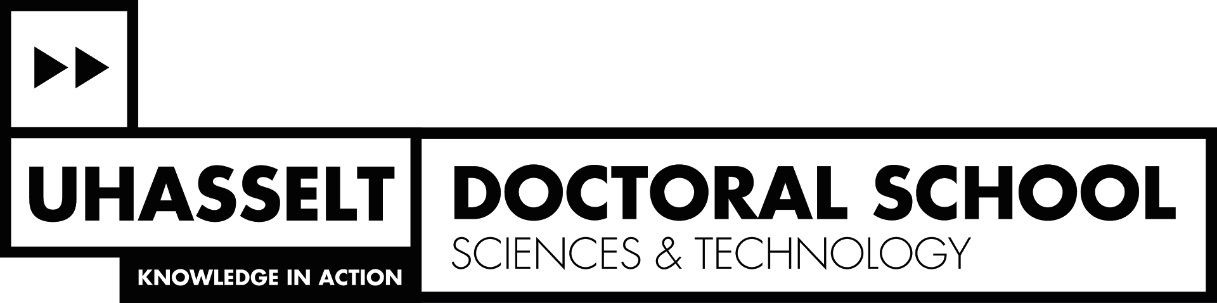 UHASSELT
KNOWLEDGE IN ACTION
DOCTORAL SCHOOL
SCIENCES & TECHNOLOGY